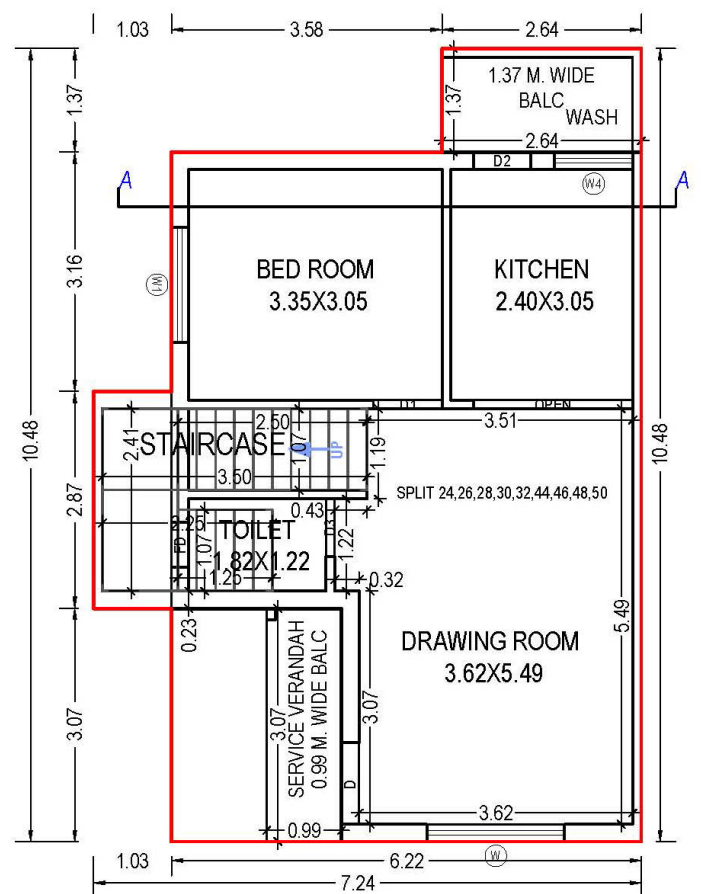 1.03
3.58
2.64
1.37 M. WIDE
BALC
WASH
1.37
1.37
2.64
D2
W4
A
A
3.16
W1
BED ROOM
3.35X3.05
KITCHEN
2.40X3.05
D1
OPEN
2.50
3.51
10.48
10.48
2.41
STAIRCASE
1.07
UP
1.19
3.50
SPLIT 24,26,28,30,32,44,46,48,50
0.43
2.87
2.25
TOILET
1.82X1.22
D3
FD
1.07
1.22
1.25
0.32
0.23
5.49
DRAWING ROOM
3.62X5.49
SERVICE VERANDAH
0.99 M. WIDE BALC
3.07
3.07
3.07
D
3.62
0.99
W
1.03
6.22
7.24